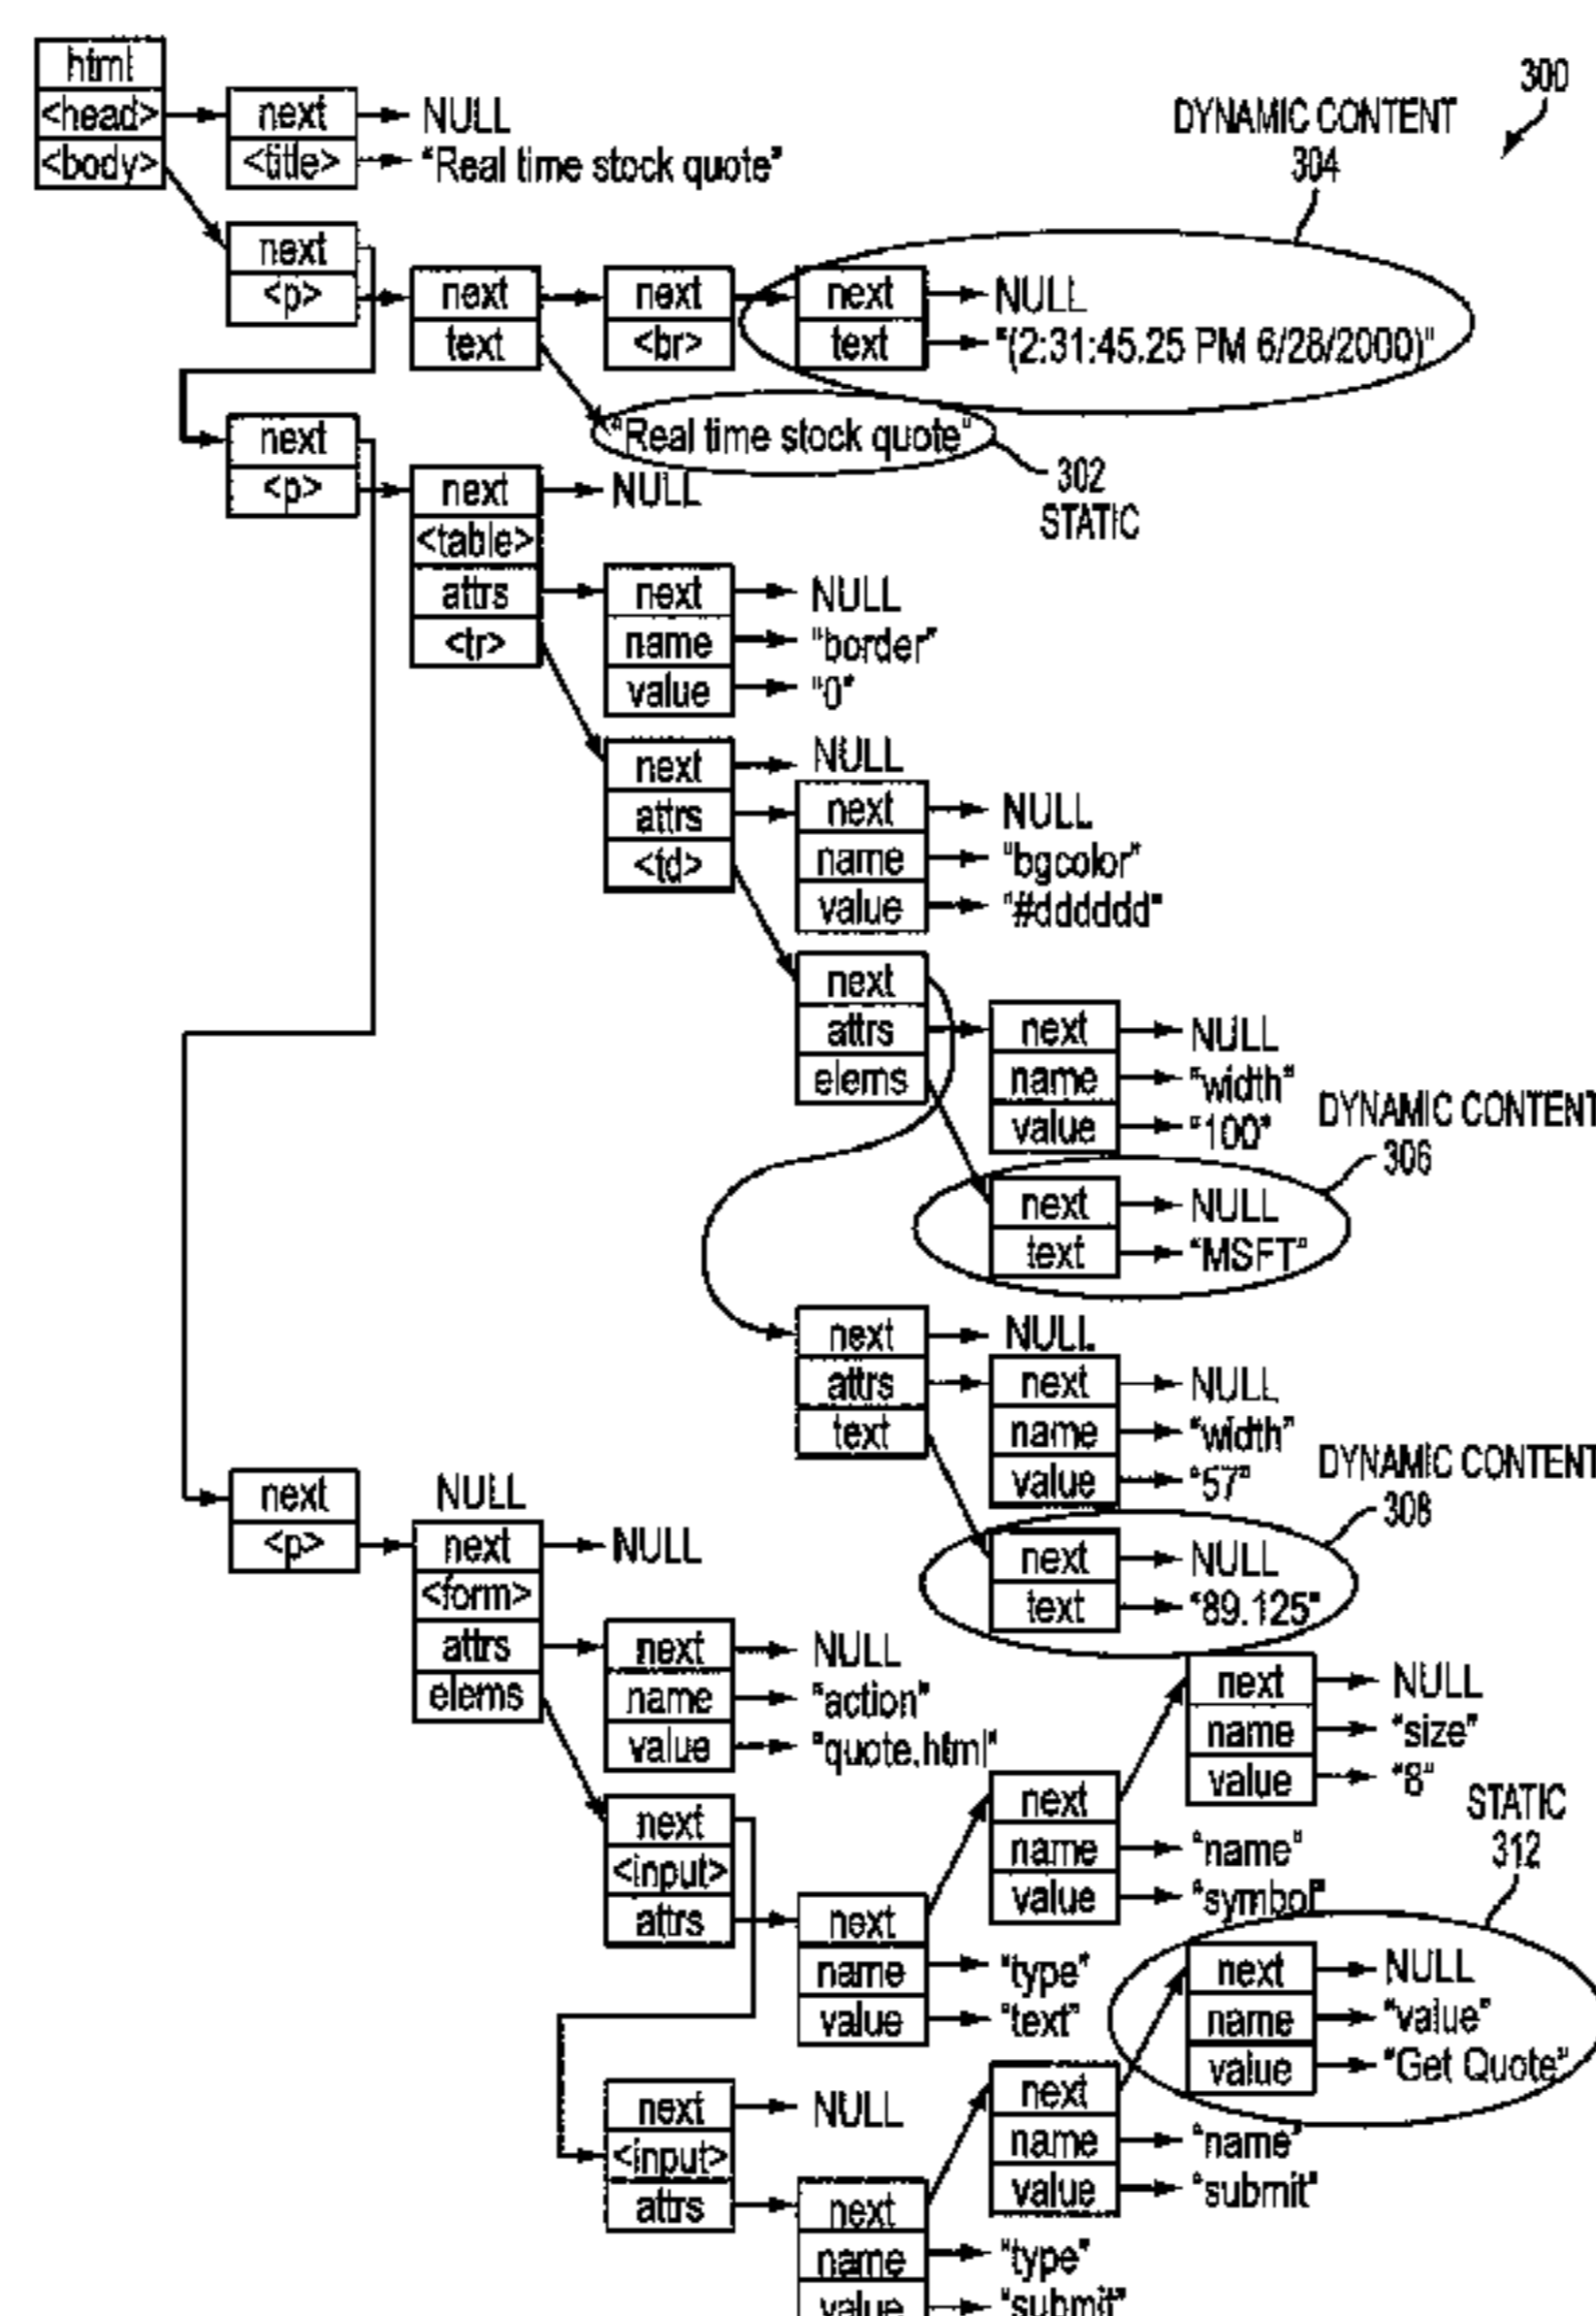 300
DYNAMIC CONTENT
304
html
<head>
<body>
next
<title>
NULL
"Real time stock quote"
next
<p>
next
text
next
<br>
next
text
NULL
"(2:31:45.25 PM 6/28/2000)"
"Real time stock quote"
302
STATIC
next
<p>
next
<table>
attrs
<tr>
NULL
next
name
value
NULL
"border"
"0"
next
attrs
<td>
NULL
next
name
value
NULL
"bgcolor"
"#dddddd"
next
attrs
elems
next
name
value
NULL
"width"
"100"
DYNAMIC CONTENT
306
next
text
NULL
"MSFT"
next
attrs
text
NULL
next
name
value
NULL
"width"
"57"
DYNAMIC CONTENT
308
next
text
NULL
"89.125"
next
<p>
NULL
next
<form>
attrs
elems
NULL
next
name
value
NULL
"action"
"quote.html"
next
<input>
attrs
next
name
value
"type"
"text"
next
name
value
"name"
"symbol"
next
name
value
NULL
"size"
"8"
STATIC
312
next
name
value
NULL
"value"
"Get Quote"
next
<input>
attrs
NULL
next
name
value
"type"
"submit"
next
name
value
"name"
"submit"